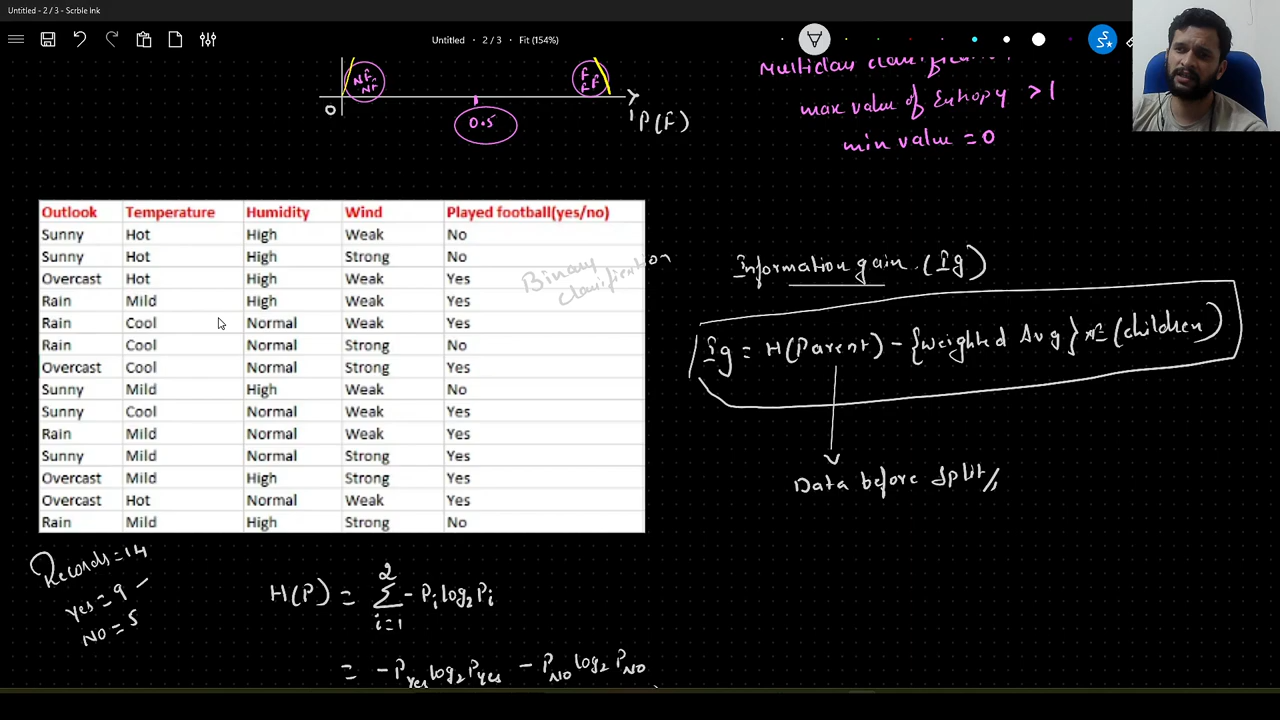 Untitled - 2 / 3 - Scrble Ink
Untitled • 2 / 3 • Fit (154%)
Multiclass
max value of Entropy > 1
min value = 0
NF
NF
F
F F
0
0.5
1
P(F)
Outlook Temperature Humidity Wind Played football(yes/no)
Sunny Hot High Weak No
Sunny Hot High Strong No
Overcast Hot High Weak Yes
Rain Mild High Weak Yes
Rain Cool Normal Weak Yes
Rain Cool Normal Strong No
Overcast Cool Normal Strong Yes
Sunny Mild High Weak No
Sunny Cool Normal Weak Yes
Rain Mild Normal Weak Yes
Sunny Mild Normal Strong Yes
Overcast Mild High Strong Yes
Overcast Hot Normal Weak Yes
Rain Mild High Strong No
Binary
classification
Information gain. (Ig)
Ig = H(Parent) - {Weighted Avg} * (children)
Data before split//
Records = 14
Yes = 9
No = 5
H(P) = 2 Σ i=1 - Pi log2 Pi
= - Pyes log2 Pyes - PNO log2 PNO